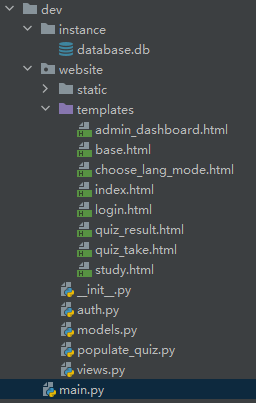 dev
instance
database.db
website
static
templates
admin_dashboard.html
base.html
choose_lang_mode.html
index.html
login.html
quiz_result.html
quiz_take.html
study.html
__init__.py
auth.py
models.py
populate_quiz.py
views.py
main.py